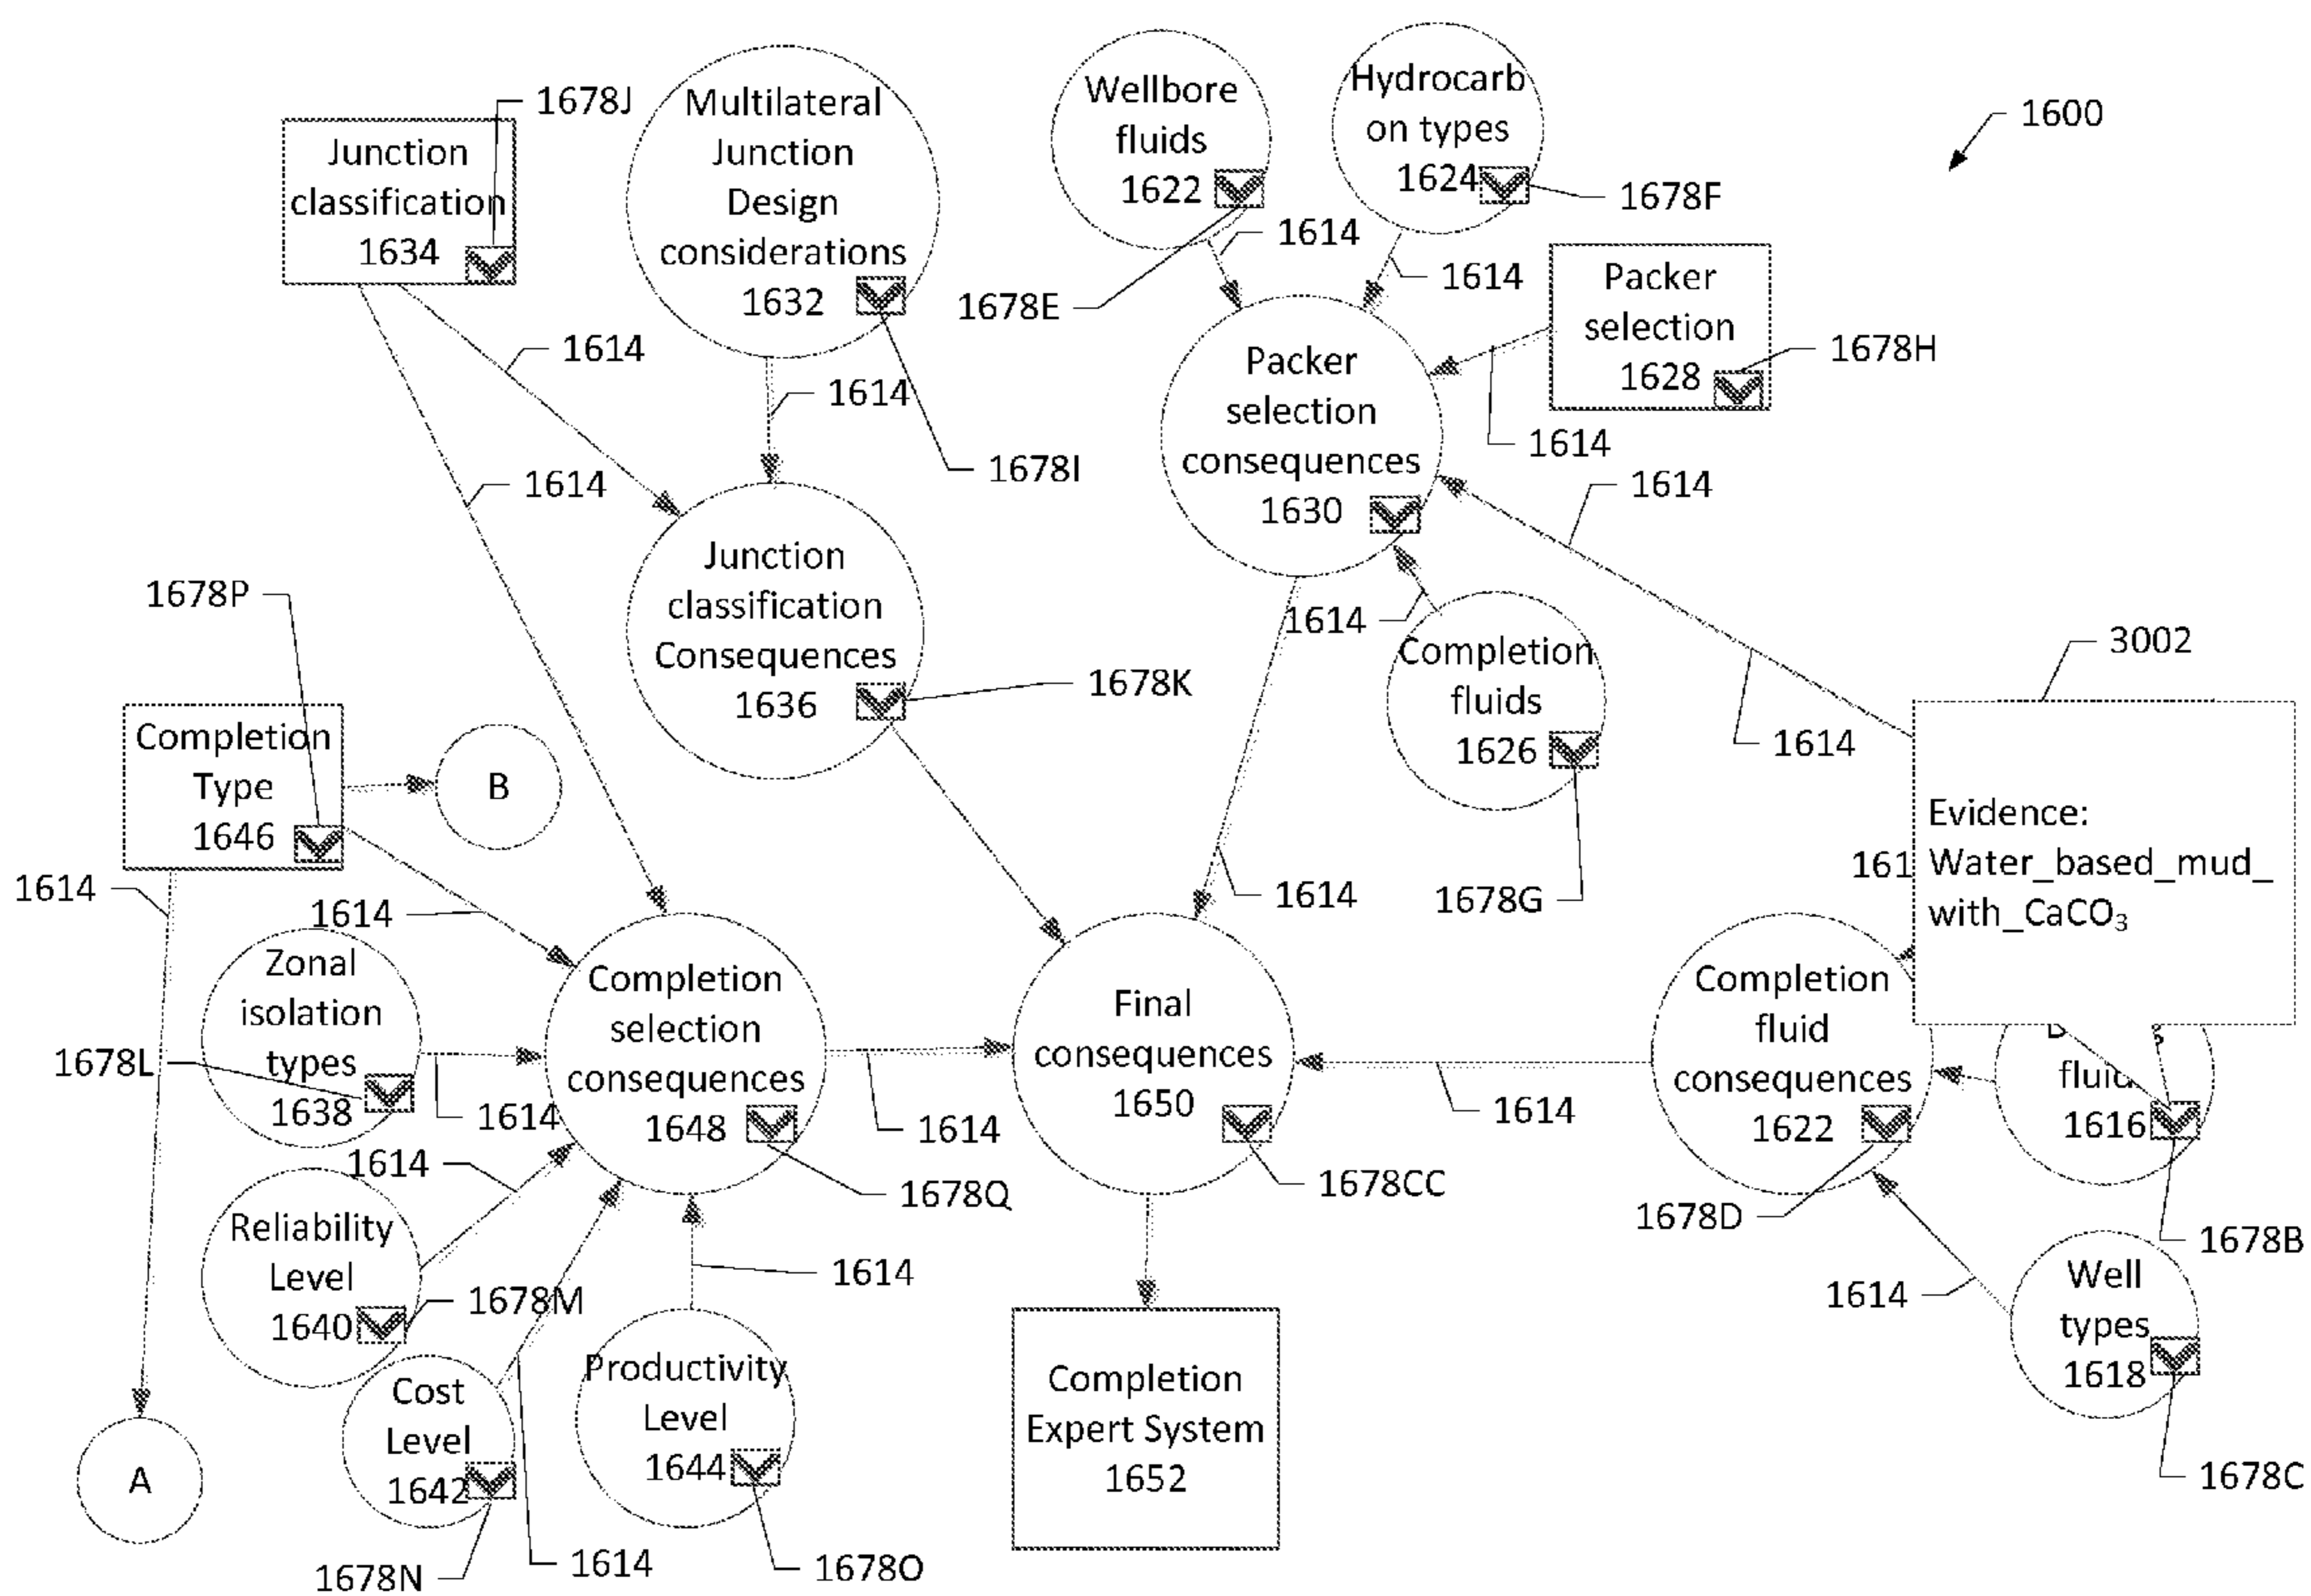 1678J
Junction
classification
1634
Multilateral
Junction
Design
considerations
1632
Wellbore
fluids
1622
Hydrocarb
on types
1624
1600
1678F
1614
1614
1678E
Packer
selection
1628
1678H
1614
1614
1614
1678I
1614
Packer
selection
consequences
1630
1614
1614
1614
Junction
classification
Consequences
1636
1678K
1678P
Completion
fluids
1626
1678G
3002
1614
Completion
Type
1646
B
1614
1614
1614
161
Evidence:
Water_based_mud_
with_CaCO₃
Zonal
isolation
types
1638
1678L
1614
Completion
selection
consequences
1648
1614
1678Q
Final
consequences
1650
1678CC
1614
Completion
fluid
consequences
1622
1678D
1616
1678B
1614
Reliability
Level
1640
1678M
1614
Well
types
1618
1614
1678C
A
Cost
Level
1642
1678N
1614
Productivity
Level
1644
1678O
Completion
Expert System
1652